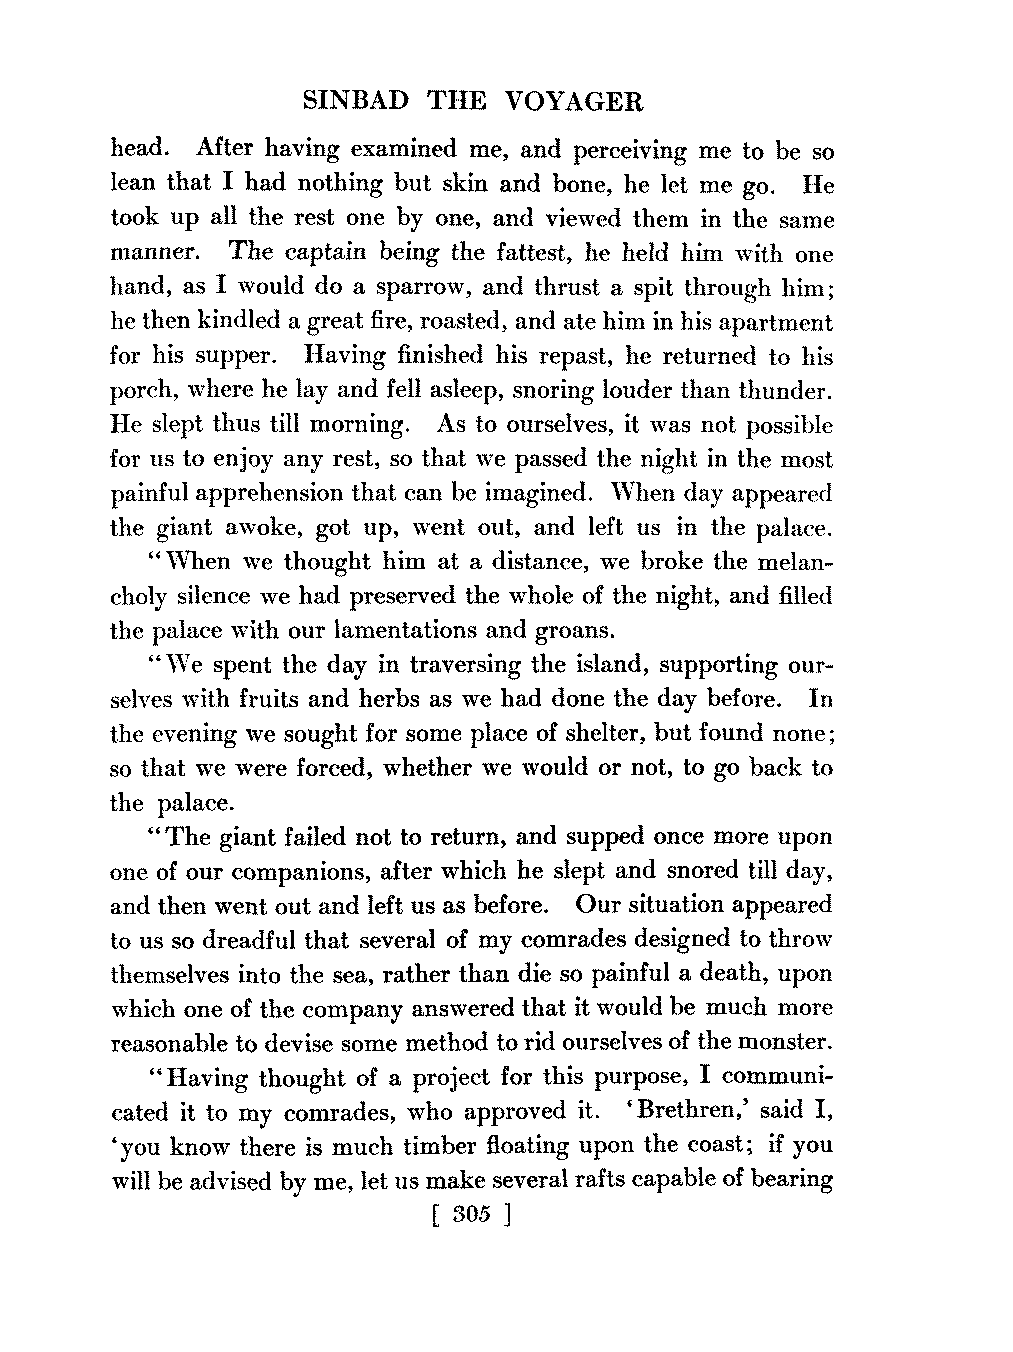 SINBAD THE VOYAGER
head. After having examined me, and perceiving me to be so
lean that I had nothing but skin and bone, he let me go. He
took up all the rest one by one, and viewed them in the same
manner. The captain being the fattest, he held him with one
hand, as I would do a sparrow, and thrust a spit through him;
he then kindled a great fire, roasted, and ate him in his apartment
for his supper. Having finished his repast, he returned to his
porch, where he lay and fell asleep, snoring louder than thunder.
He slept thus till morning. As to ourselves, it was not possible
for us to enjoy any rest, so that we passed the night in the most
painful apprehension that can be imagined. When day appeared
the giant awoke, got up, went out, and left us in the palace.
“When we thought him at a distance, we broke the melan-
choly silence we had preserved the whole of the night, and filled
the palace with our lamentations and groans.
“We spent the day in traversing the island, supporting our-
selves with fruits and herbs as we had done the day before. In
the evening we sought for some place of shelter, but found none;
so that we were forced, whether we would or not, to go back to
the palace.
“The giant failed not to return, and supped once more upon
one of our companions, after which he slept and snored till day,
and then went out and left us as before. Our situation appeared
to us so dreadful that several of my comrades designed to throw
themselves into the sea, rather than die so painful a death, upon
which one of the company answered that it would be much more
reasonable to devise some method to rid ourselves of the monster.
“Having thought of a project for this purpose, I communi-
cated it to my comrades, who approved it. ‘Brethren,’ said I,
‘you know there is much timber floating upon the coast; if you
will be advised by me, let us make several rafts capable of bearing
[ 305 ]